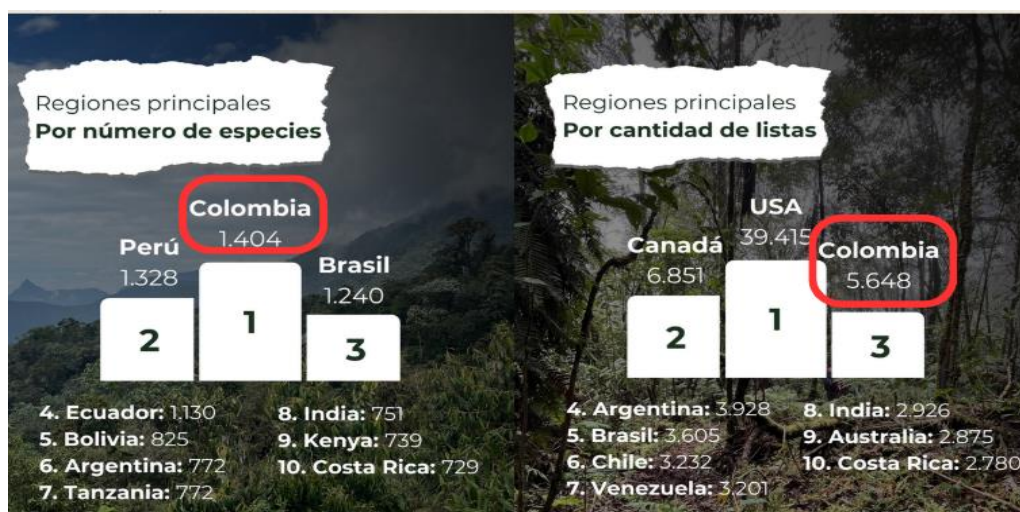 Regiones principales
Por número de especies
Colombia
1.404
Perú
1.328
Brasil
1.240
2
1
3
4. Ecuador: 1.130
5. Bolivia: 825
6. Argentina: 772
7. Tanzania: 772
8. India: 751
9. Kenya: 739
10. Costa Rica: 729
Regiones principales
Por cantidad de listas
USA
39.415
Canadá
6.851
Colombia
5.648
2
1
3
4. Argentina: 3.928
5. Brasil: 3.605
6. Chile: 3.232
7. Venezuela: 3.201
8. India: 2.926
9. Australia: 2.875
10. Costa Rica: 2.780